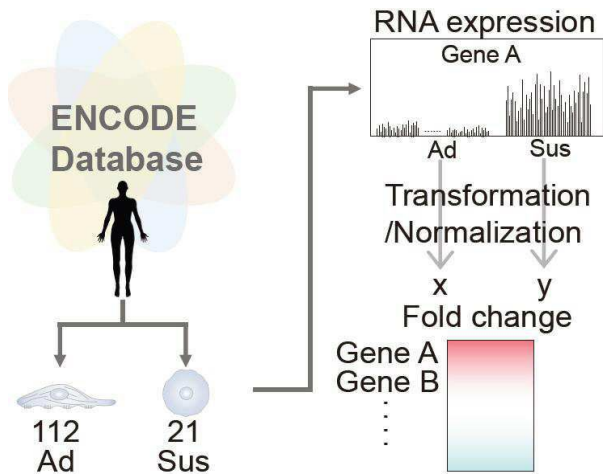 ENCODE
Database
112
Ad
21
Sus
RNA expression
Gene A
Ad
Sus
Transformation
/Normalization
x
y
Fold change
Gene A
Gene B